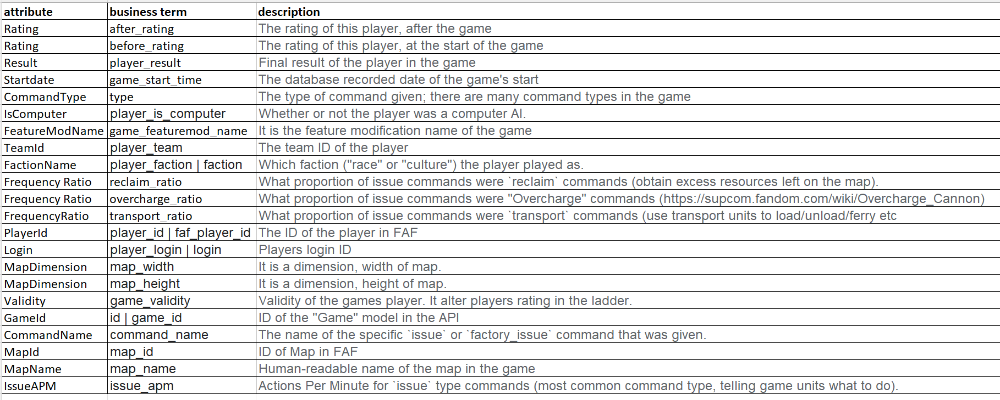 attribute business term description
Rating after_rating The rating of this player, after the game
Rating before_rating The rating of this player, at the start of the game
Result player_result Final result of the player in the game
Startdate game_start_time The database recorded date of the game's start
CommandType type The type of command given; there are many command types in the game
IsComputer player_is_computer Whether or not the player was a computer AI.
FeatureModName game_featuremod_name It is the feature modification name of the game
TeamId player_team The team ID of the player
FactionName player_faction | faction Which faction ("race" or "culture") the player played as.
Frequency Ratio reclaim_ratio What proportion of issue commands were `reclaim` commands (obtain excess resources left on the map).
Frequency Ratio overcharge_ratio What proportion of issue commands were "Overcharge" commands (https://supcom.fandom.com/wiki/Overcharge_Cannon)
FrequencyRatio transport_ratio What proportion of issue commands were `transport` commands (use transport units to load/unload/ferry etc
PlayerId player_id | faf_player_id The ID of the player in FAF
Login player_login | login Players login ID
MapDimension map_width It is a dimension, width of map.
MapDimension map_height It is a dimension, height of map.
Validity game_validity Validity of the games player. It alter players rating in the ladder.
GameId id | game_id ID of the "Game" model in the API
CommandName command_name The name of the specific `issue` or `factory_issue` command that was given.
MapId map_id ID of Map in FAF
MapName map_name Human-readable name of the map in the game
IssueAPM issue_apm Actions Per Minute for `issue` type commands (most common command type, telling game units what to do).